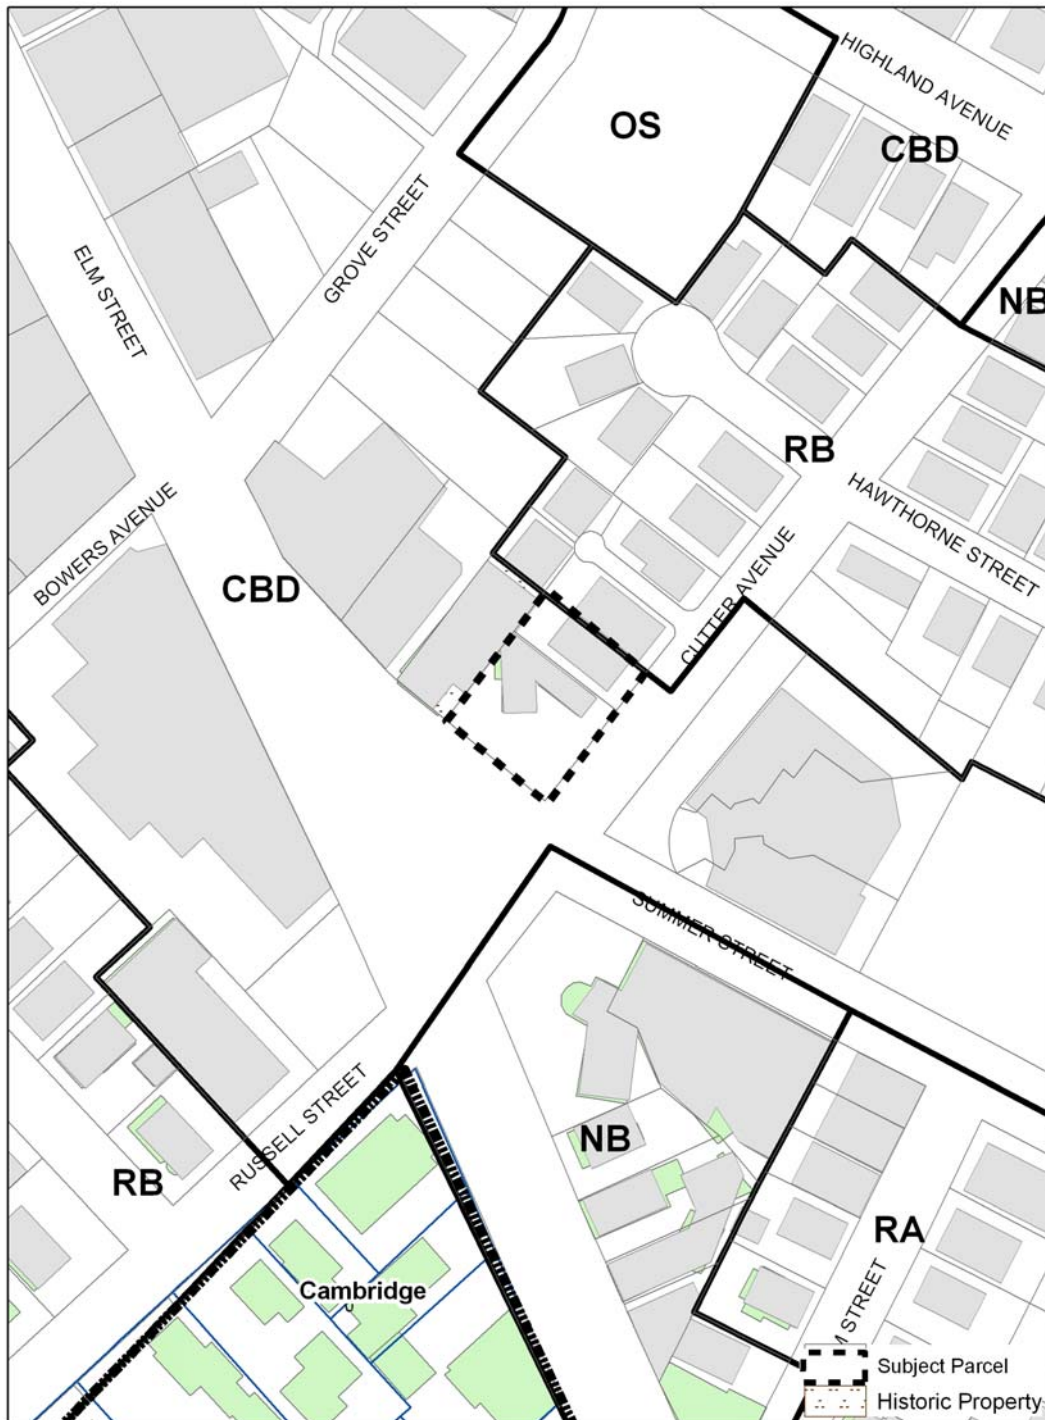 HIGHLAND AVENUE
OS
CBD
GROVE STREET
ELM STREET
NB
RB
HAWTHORNE STREET
BOWERS AVENUE
CBD
CUTTER AVENUE
SUMMER STREET
RUSSELL STREET
NB
RB
RA
Cambridge
M STREET
Subject Parcel
Historic Property